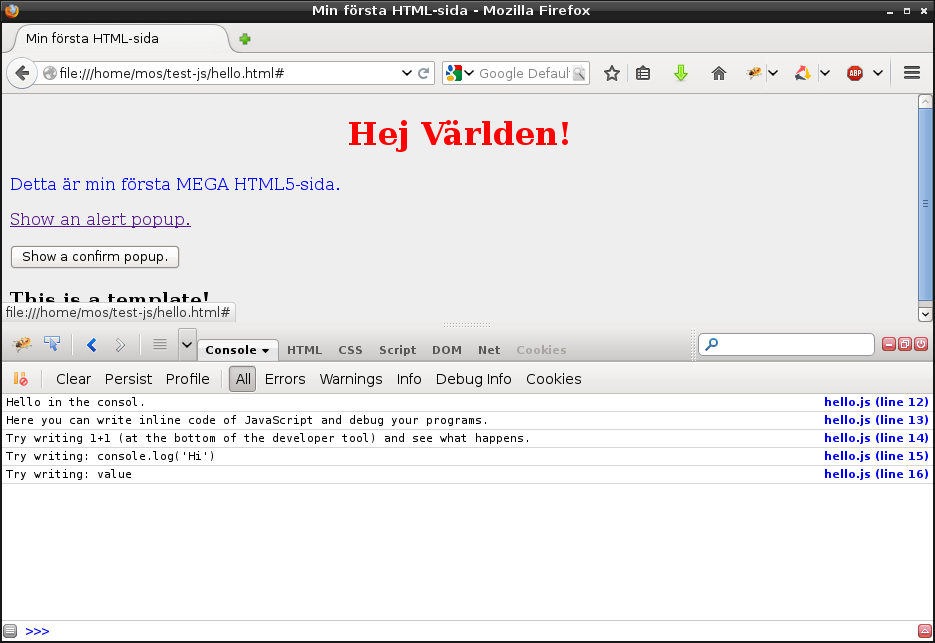 Min första HTML-sida - Mozilla Firefox
Min första HTML-sida
file:///home/mos/test-js/hello.html#
Google Defaul
ABP
Hej Världen!
Detta är min första MEGA HTML5-sida.
Show an alert popup.
Show a confirm popup.
This is a template!
file:///home/mos/test-js/hello.html#
Console HTML CSS Script DOM Net Cookies
Clear Persist Profile All Errors Warnings Info Debug Info Cookies
Hello in the consol. hello.js (line 12)
Here you can write inline code of JavaScript and debug your programs. hello.js (line 13)
Try writing 1+1 (at the bottom of the developer tool) and see what happens. hello.js (line 14)
Try writing: console.log('Hi') hello.js (line 15)
Try writing: value hello.js (line 16)
>>>